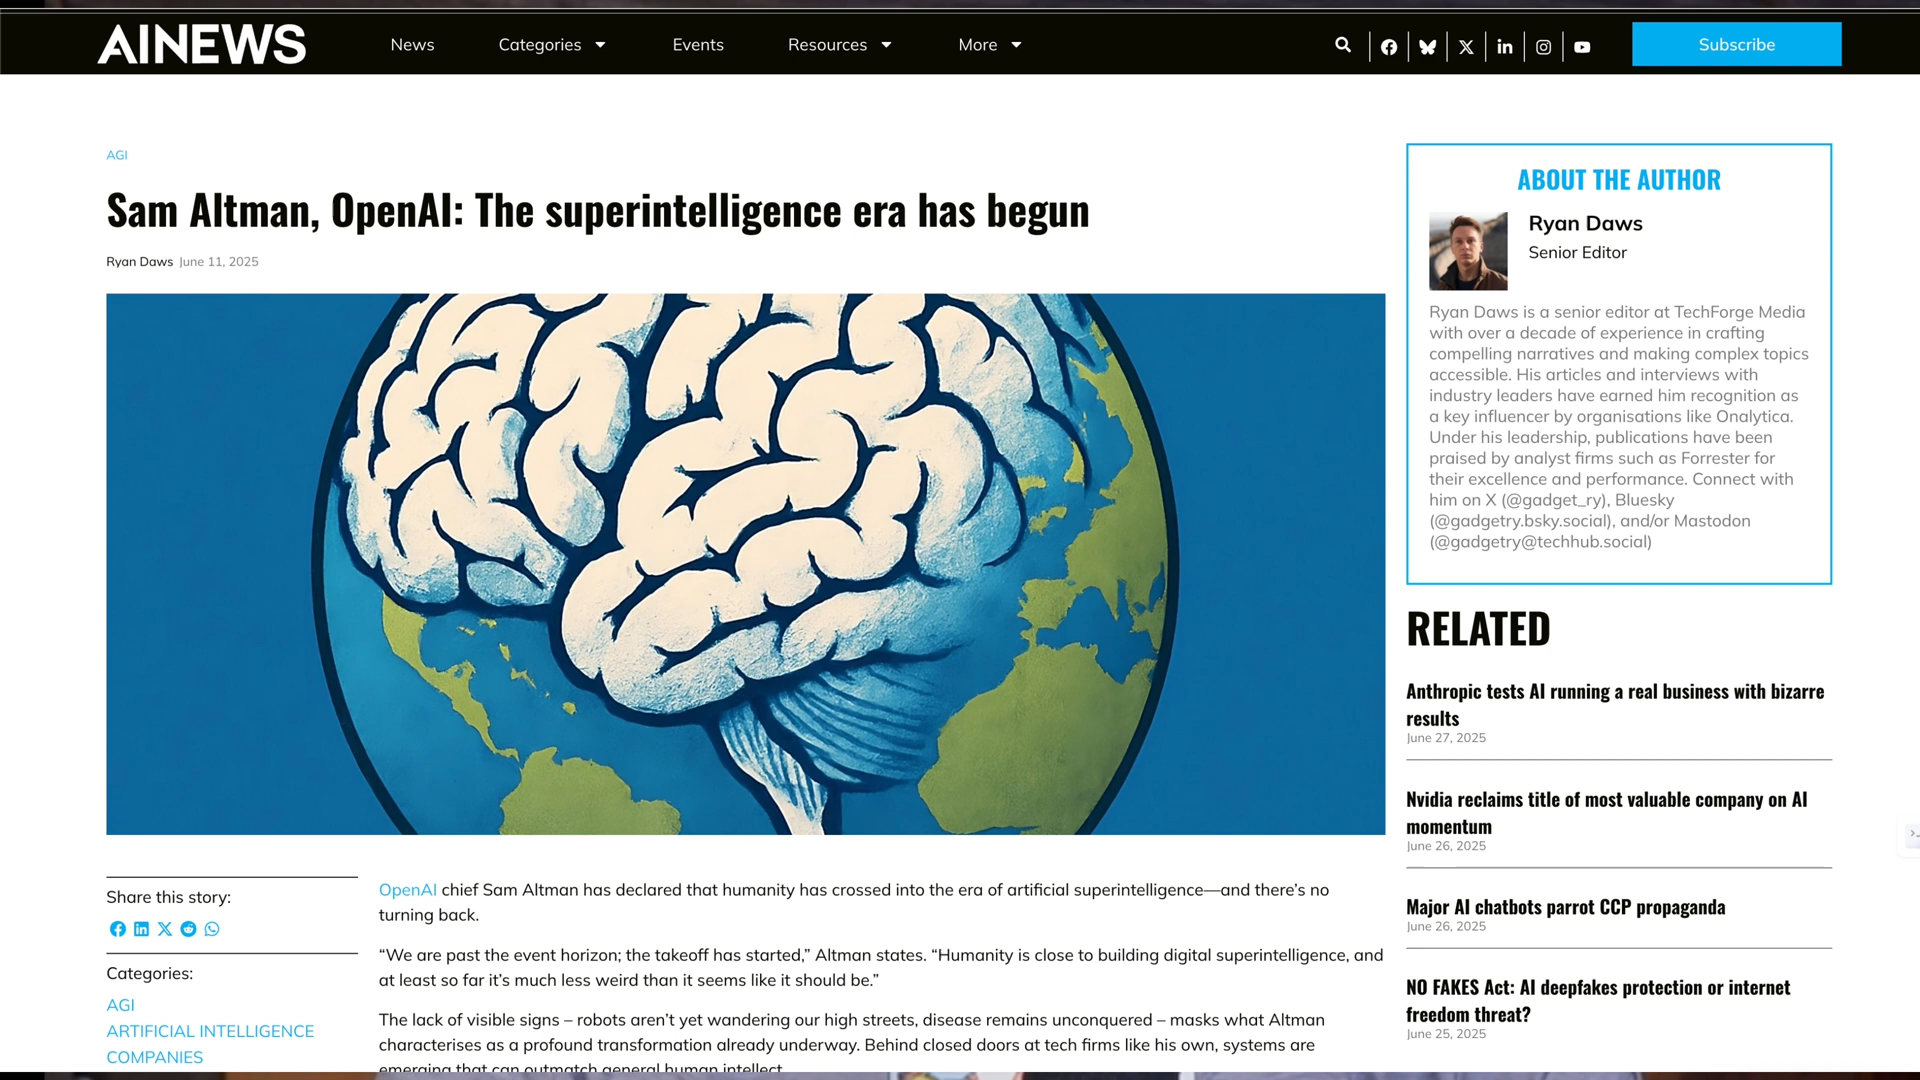 AINEWS
News
Categories
Events
Resources
More
Subscribe
AGI
Sam Altman, OpenAI: The superintelligence era has begun
Ryan Daws June 11, 2025
Share this story:
Categories:
AGI
ARTIFICIAL INTELLIGENCE
COMPANIES
OpenAI chief Sam Altman has declared that humanity has crossed into the era of artificial superintelligence—and there’s no
turning back.
“We are past the event horizon; the takeoff has started,” Altman states. “Humanity is close to building digital superintelligence, and
at least so far it’s much less weird than it seems like it should be.”
The lack of visible signs – robots aren’t yet wandering our high streets, disease remains unconquered – masks what Altman
characterises as a profound transformation already underway. Behind closed doors at tech firms like his own, systems are
emerging that can outmatch general human intellect.
ABOUT THE AUTHOR
Ryan Daws
Senior Editor
Ryan Daws is a senior editor at TechForge Media
with over a decade of experience in crafting
compelling narratives and making complex topics
accessible. His articles and interviews with
industry leaders have earned him recognition as
a key influencer by organisations like Onalytica.
Under his leadership, publications have been
praised by analyst firms such as Forrester for
their excellence and performance. Connect with
him on X (@gadget_ry), Bluesky
(@gadgetry.bsky.social), and/or Mastodon
(@gadgetry@techhub.social)
RELATED
Anthropic tests AI running a real business with bizarre
results
June 27, 2025
Nvidia reclaims title of most valuable company on AI
momentum
June 26, 2025
Major AI chatbots parrot CCP propaganda
June 26, 2025
NO FAKES Act: AI deepfakes protection or internet
freedom threat?
June 25, 2025